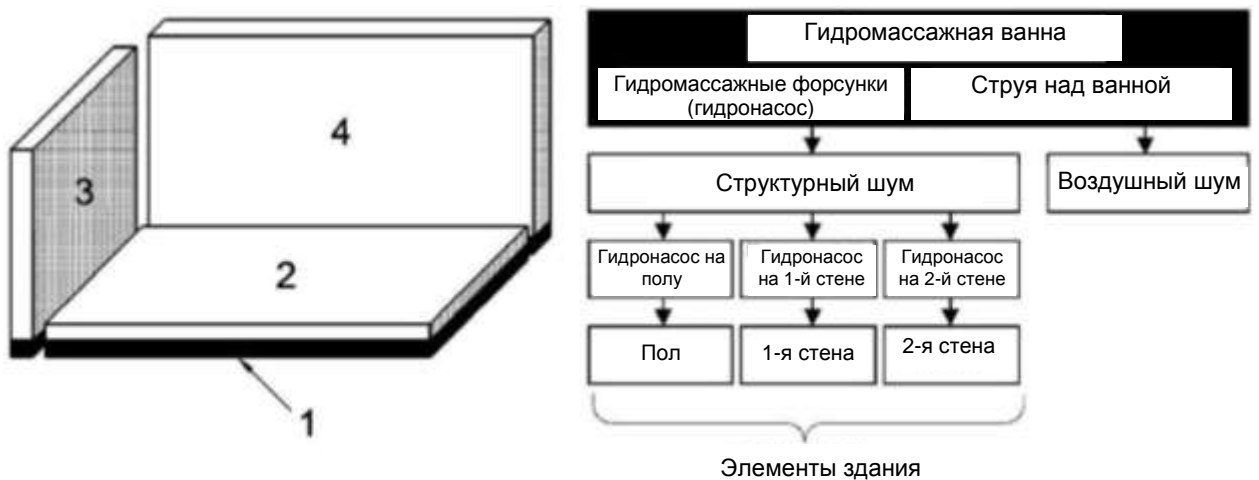 4
3
2
1
Гидромассажная ванна
Гидромассажные форсунки
(гидронасос)
Струя над ванной
Структурный шум
Воздушный шум
Гидронасос на
полу
Гидронасос
на 1-й стене
Гидронасос
на 2-й стене
Пол
1-я стена
2-я стена
Элементы здания